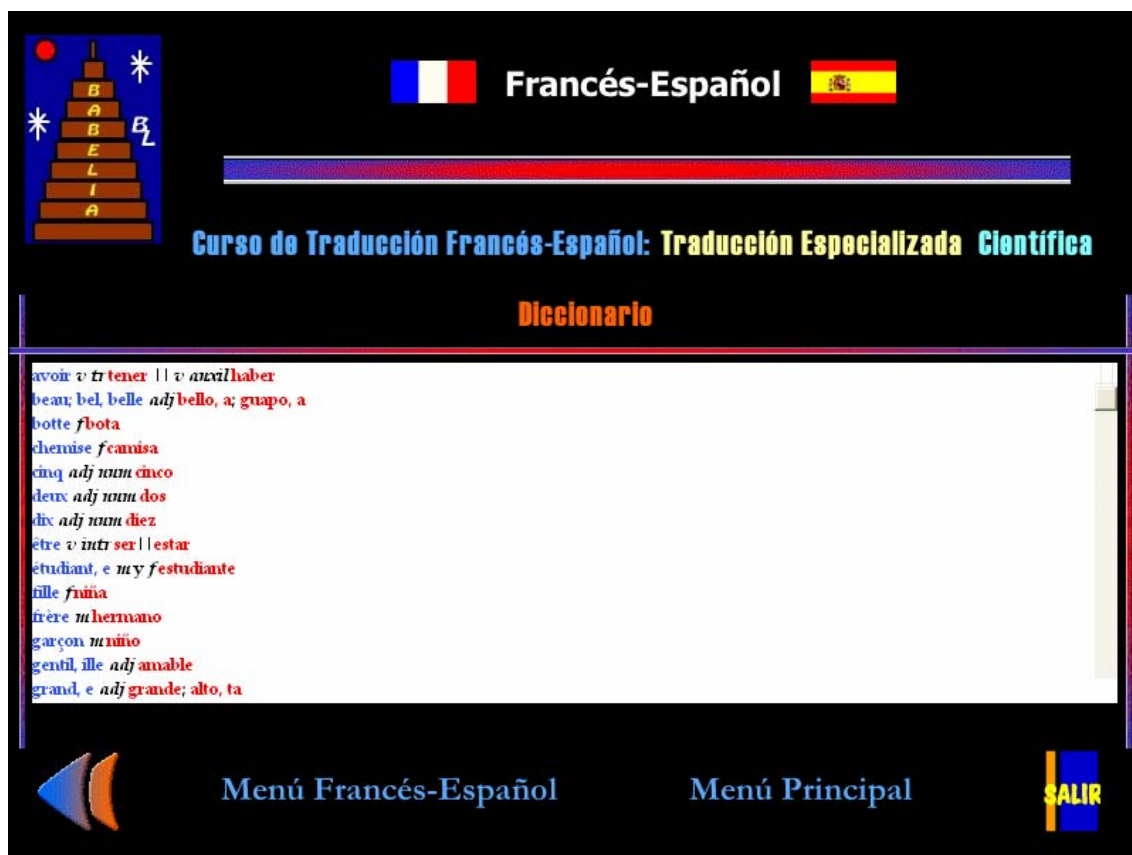 B
A
B
E
L
I
A
BL
Francés-Español
Curso de Traducción Francés-Español: Traducción Especializada Científica
Diccionario
avoir v tr tener || v auxil haber
beau; bel, belle adj bello, a; guapo, a
botte f bota
chemise f camisa
cinq adj num cinco
deux adj num dos
dix adj num diez
être v intr ser || estar
étudiant, e m y f estudiante
fille f niña
frère m hermano
garçon m niño
gentil, ille adj amable
grand, e adj grande; alto, ta
Menú Francés-Español
Menú Principal
SALIR